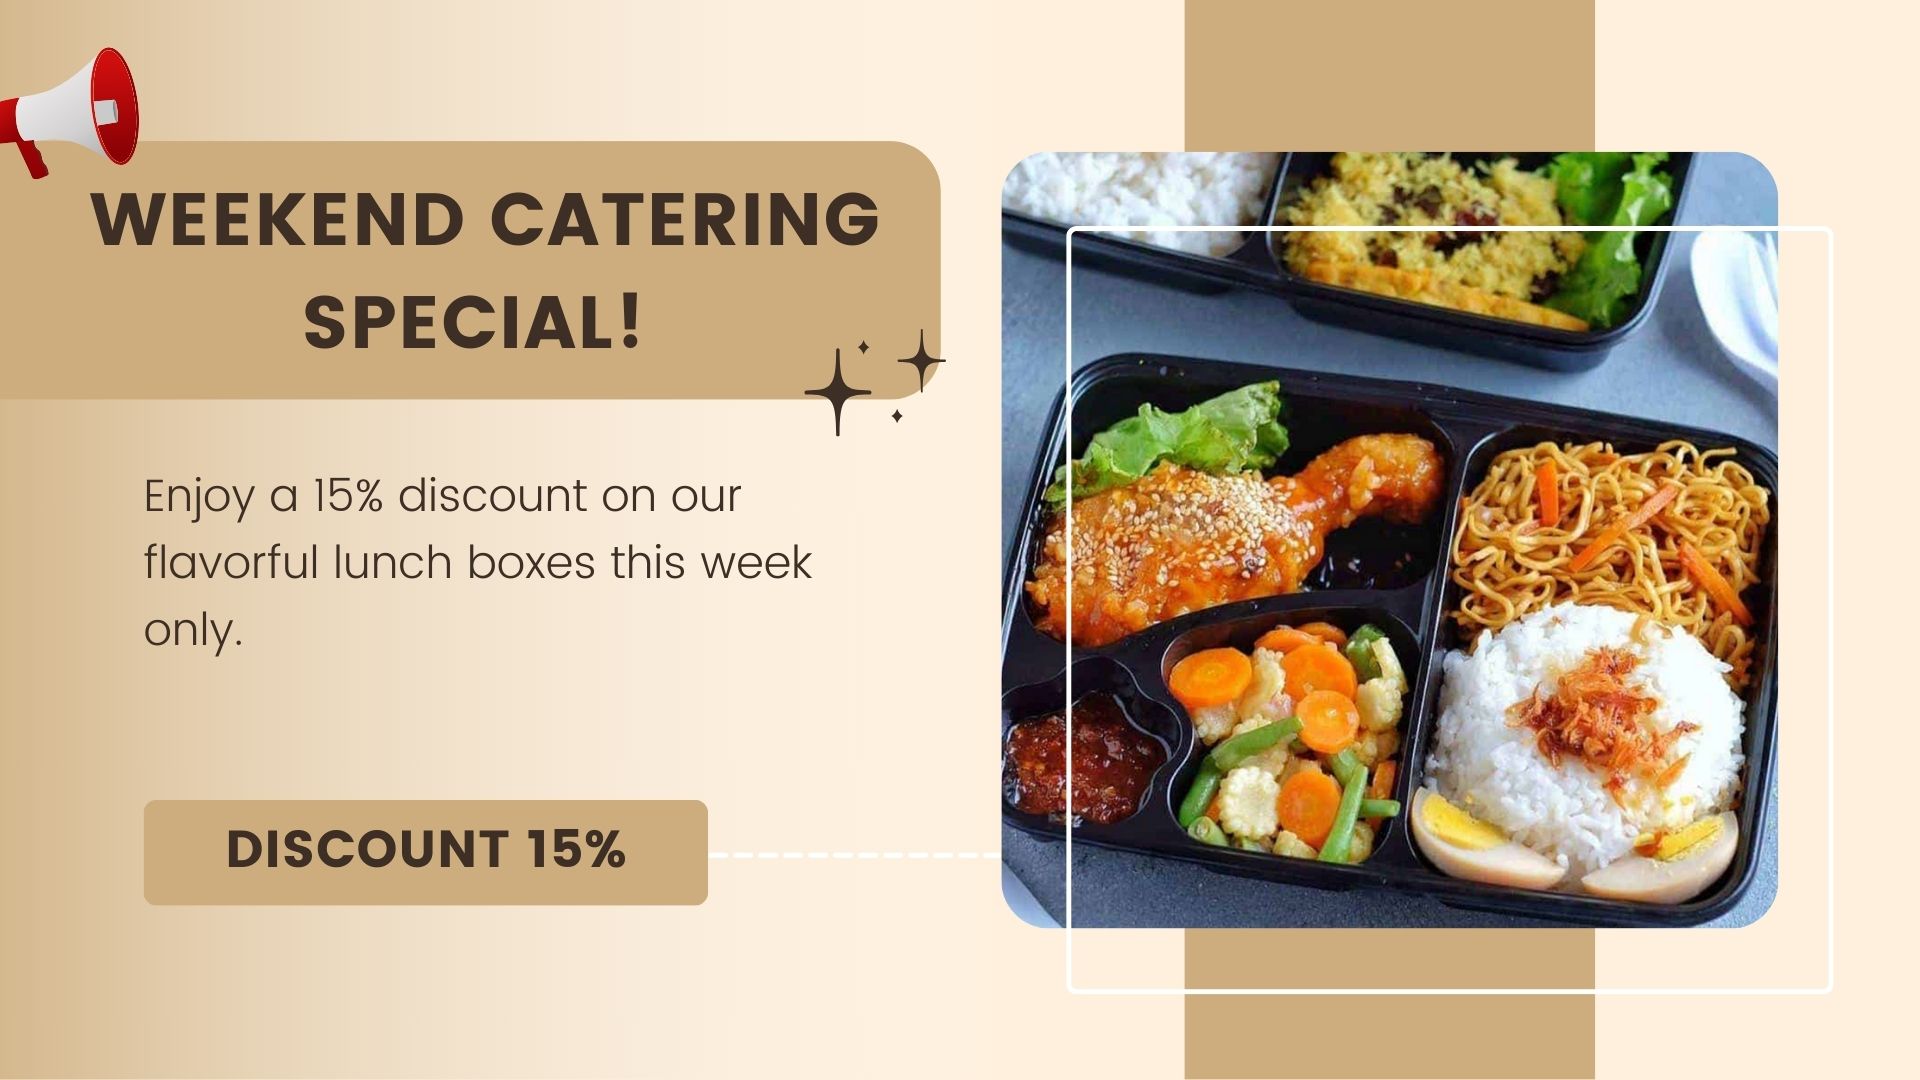 WEEKEND CATERING
SPECIAL!
Enjoy a 15% discount on our
flavorful lunch boxes this week
only.
DISCOUNT 15%